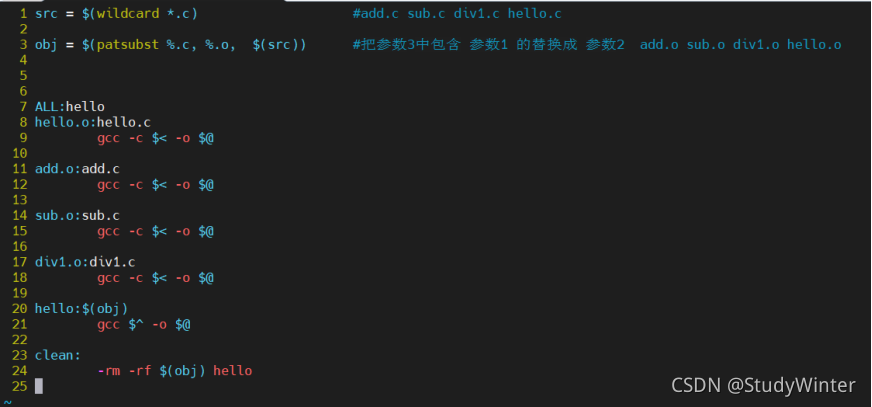 1 src = $(wildcard *.c) #add.c sub.c div1.c hello.c
2
3 obj = $(patsubst %.c, %.o, $(src)) #把参数3中包含 参数1 的替换成 参数2 add.o sub.o div1.o hello.o
4
5
6
7 ALL:hello
8 hello.o:hello.c
9 gcc -c $< -o $@
10
11 add.o:add.c
12 gcc -c $< -o $@
13
14 sub.o:sub.c
15 gcc -c $< -o $@
16
17 div1.o:div1.c
18 gcc -c $< -o $@
19
20 hello:$(obj)
21 gcc $^ -o $@
22
23 clean:
24 -rm -rf $(obj) hello
25
~
CSDN @StudyWinter